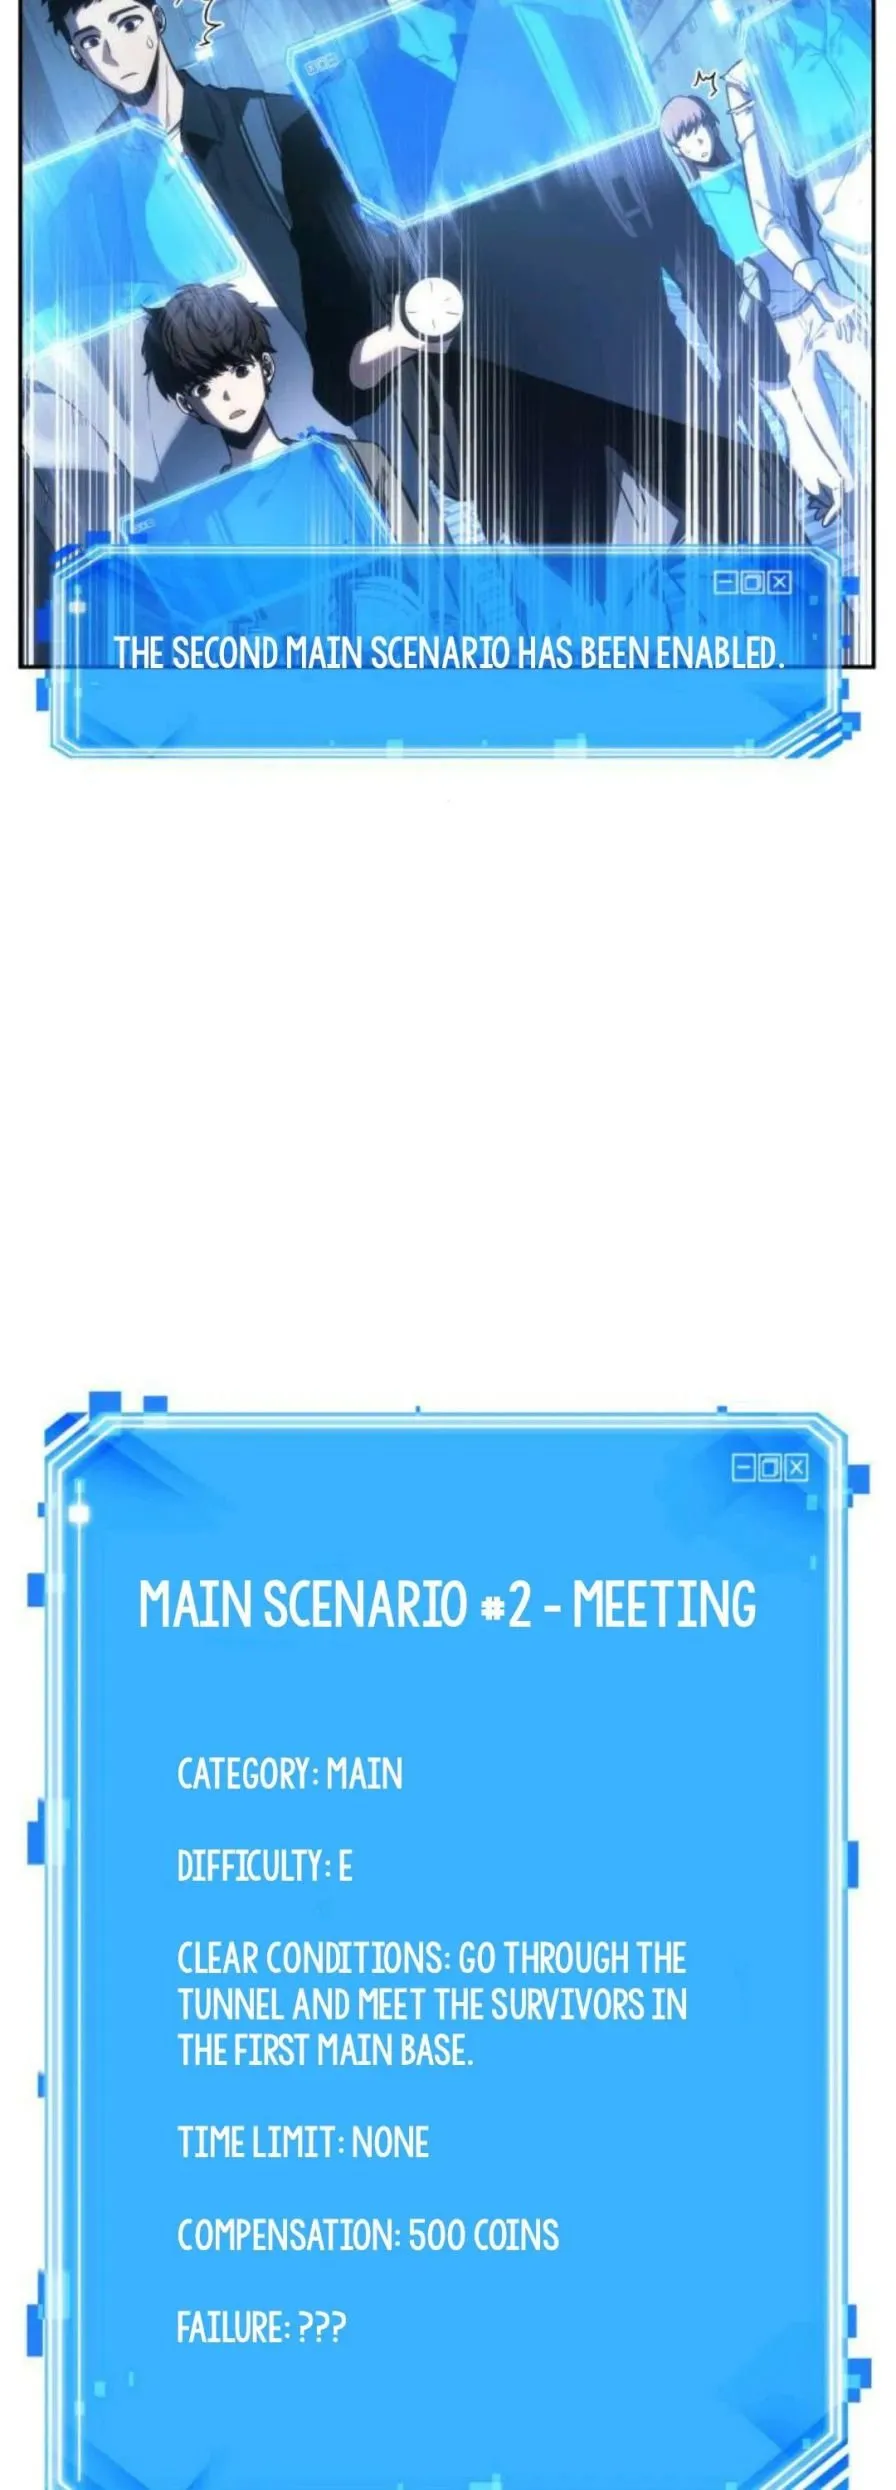 THE SECOND MAIN SCENARIO HAS BEEN ENABLED.
MAIN SCENARIO #2 - MEETING
CATEGORY: MAIN
DIFFICULTY: E
CLEAR CONDITIONS: GO THROUGH THE
TUNNEL AND MEET THE SURVIVORS IN
THE FIRST MAIN BASE.
TIME LIMIT: NONE
COMPENSATION: 500 COINS
FAILURE: ???